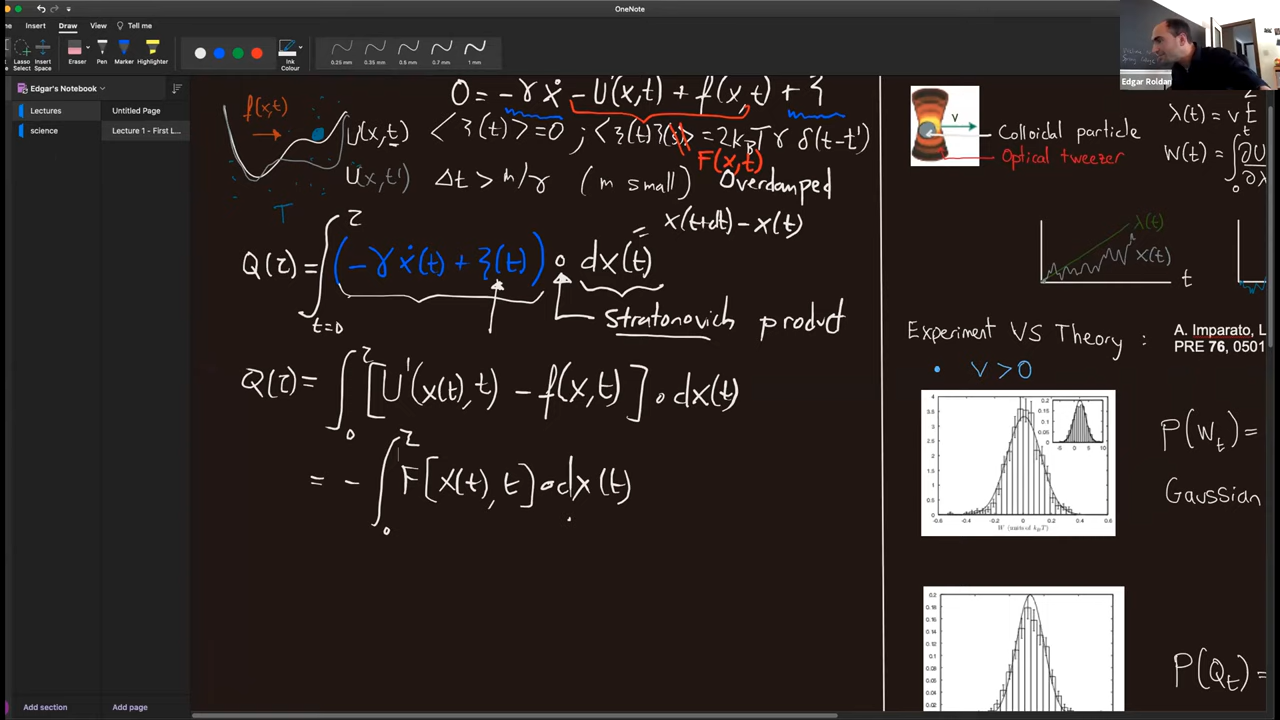 OneNote
Insert
Draw
View
Tell me
Lasso Select
Insert Space
Eraser
Pen
Marker
Highlighter
Ink Colour
0.25 mm
0.35 mm
0.5 mm
0.7 mm
1 mm
Edgar Roldan
Edgar's Notebook
Lectures
science
Untitled Page
Lecture 1 - First L...
Add section
Add page
f(x,t)
0 = -γẋ - U'(x,t) + f(x,t) + ξ
U(x,t)
<ξ(t)>=0 ; <ξ(t)ξ(s)> = 2k_BTγ δ(t-t')
F(x,t)
U(x,t')
Δt > m/γ (m small) Overdamped
T
x(t+dt) - x(t)
Q(τ) = ∫_{t=0}^{τ} (-γẋ(t) + ξ(t)) ∘ dx(t)
Stratonovich product
Q(τ) = ∫_0^τ [U'(x(t),t) - f(x,t)] ∘ dx(t)
= - ∫_0^τ F[x(t),t] ∘ dx(t)
v
Colloidal particle
Optical tweezer
λ(t)
x(t)
t
Experiment VS Theory :
A. Imparato, L
PRE 76, 0501
• v > 0
W (units of k_BT)
P(W_t) =
Gaussian
P(Q_t) =